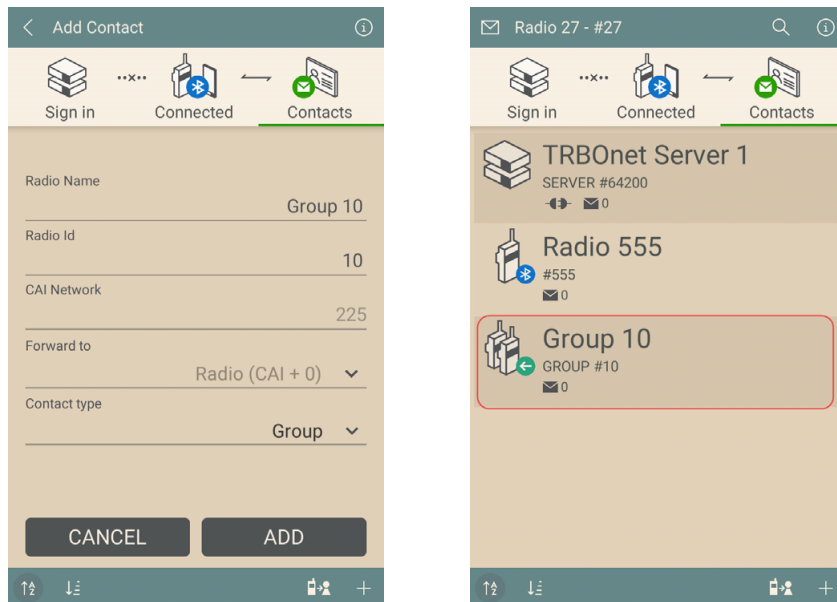 Add Contact
Sign in
Connected
Contacts
Radio Name
Group 10
Radio Id
10
CAI Network
225
Forward to
Radio (CAI + 0)
Contact type
Group
CANCEL
ADD
Radio 27 - #27
Sign in
Connected
Contacts
TRBOnet Server 1
SERVER #64200
0
Radio 555
#555
0
Group 10
GROUP #10
0